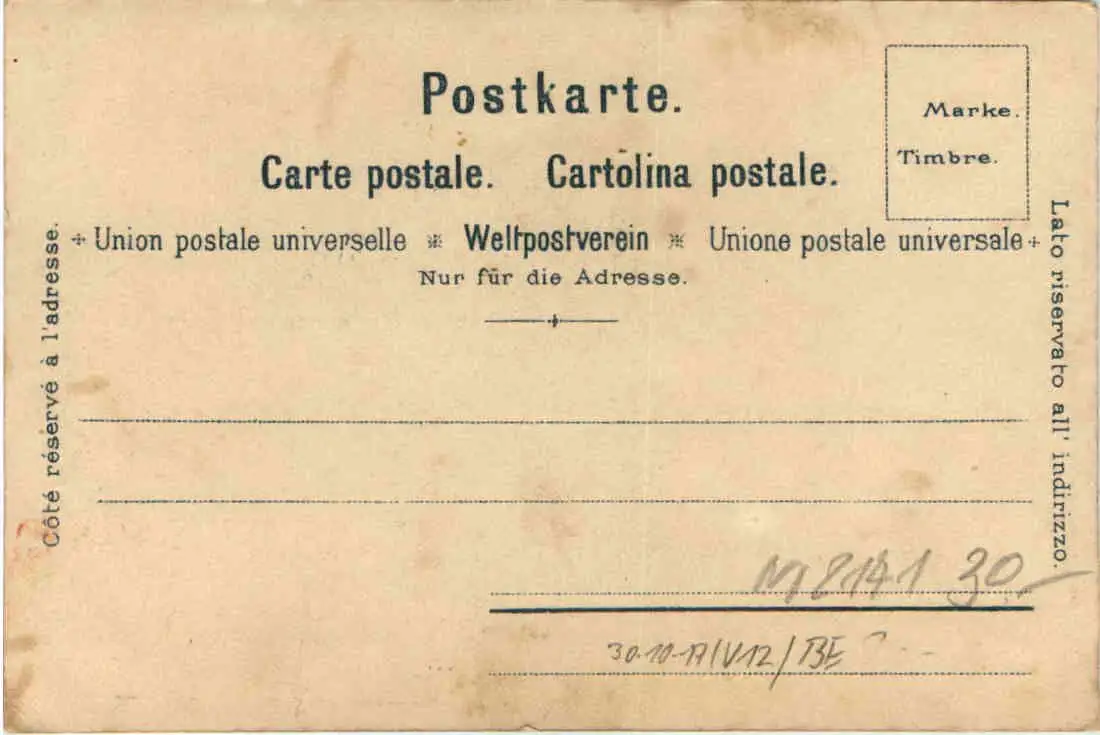 Postkarte.
Marke.
Timbre.
Carte postale. Cartolina postale.
Union postale universelle Weltpostverein Unione postale universale
Nur für die Adresse.
Côté réservé à l'adresse.
Lato riservato all' indirizzo.
30.-
30.10.17/V12/BE